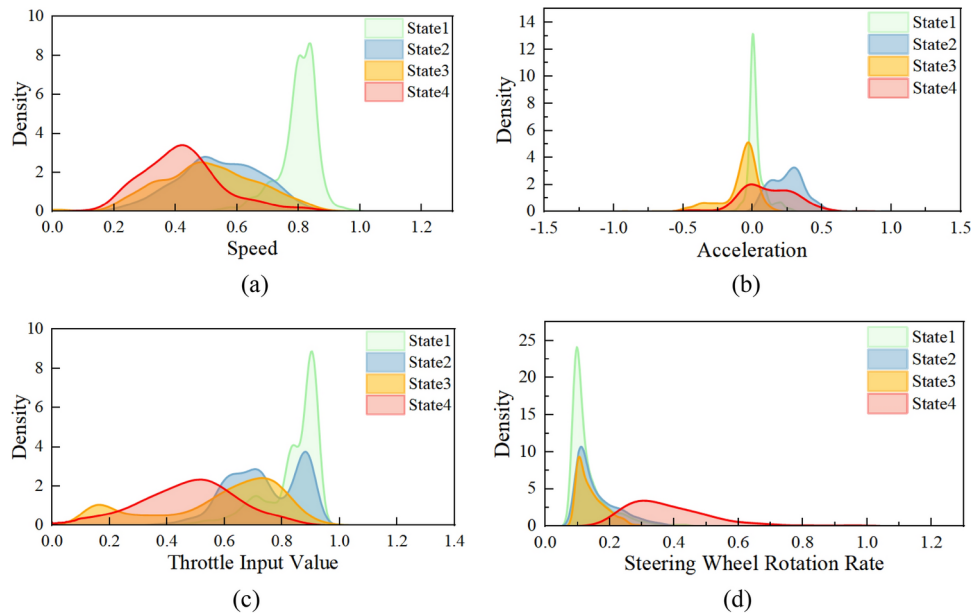 10
8
6
4
2
0
Density
0.0 0.2 0.4 0.6 0.8 1.0 1.2
Speed
State1
State2
State3
State4
(a)
14
12
10
8
6
4
2
0
Density
-1.5 -1.0 -0.5 0.0 0.5 1.0 1.5
Acceleration
State1
State2
State3
State4
(b)
10
8
6
4
2
0
Density
0.0 0.2 0.4 0.6 0.8 1.0 1.2 1.4
Throttle Input Value
State1
State2
State3
State4
(c)
25
20
15
10
5
0
Density
0.0 0.2 0.4 0.6 0.8 1.0 1.2
Steering Wheel Rotation Rate
State1
State2
State3
State4
(d)